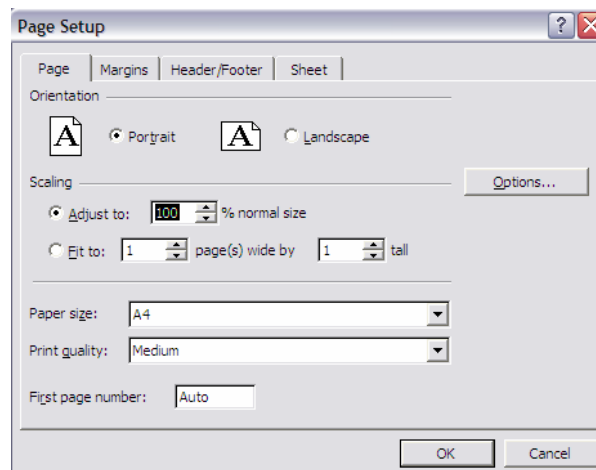 Page Setup ?
Page Margins Header/Footer Sheet
Orientation
A Portrait A Landscape
Scaling Options...
Adjust to: 100 % normal size
Fit to: 1 page(s) wide by 1 tall
Paper size: A4
Print quality: Medium
First page number: Auto
OK Cancel